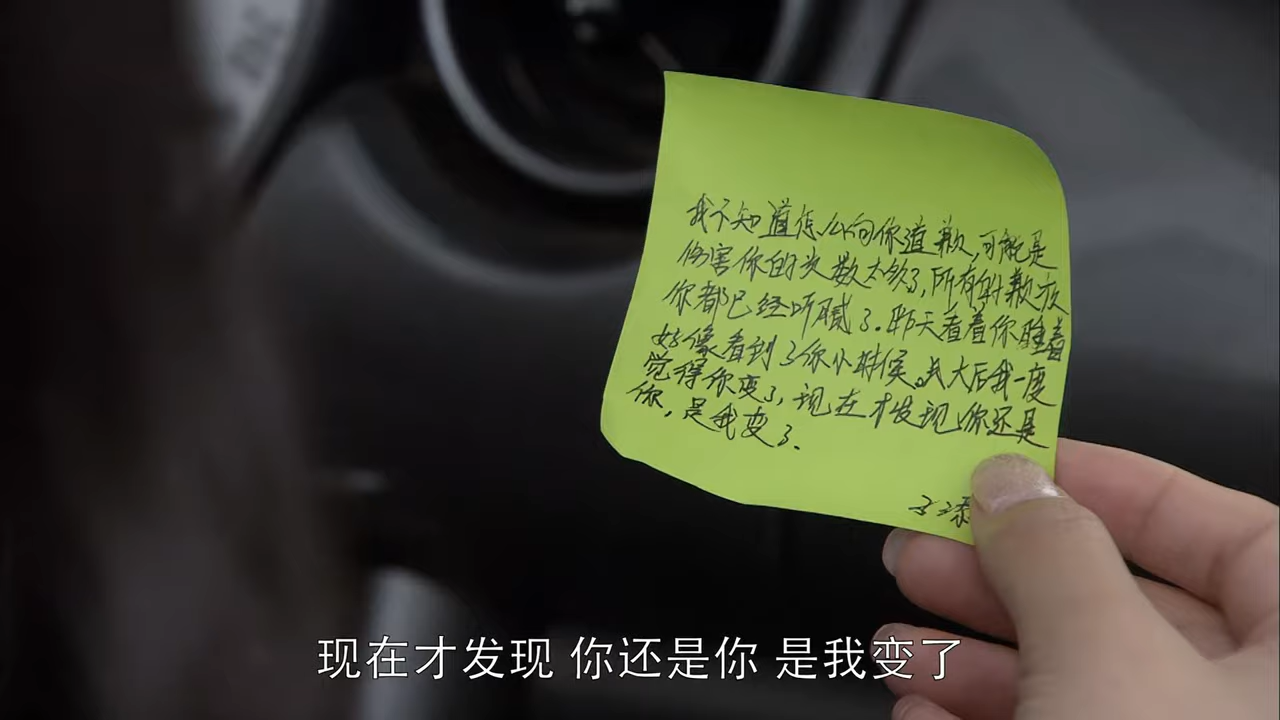 我不知道怎么向你道歉,可能是
伤害你的次数太多了,所有的歉疚
你都已经听腻了.昨天看着你睡着
好像看到了你小时候。长大后我一度
觉得你变了,现在才发现,你还是
你,是我变了.
现在才发现 你还是你 是我变了